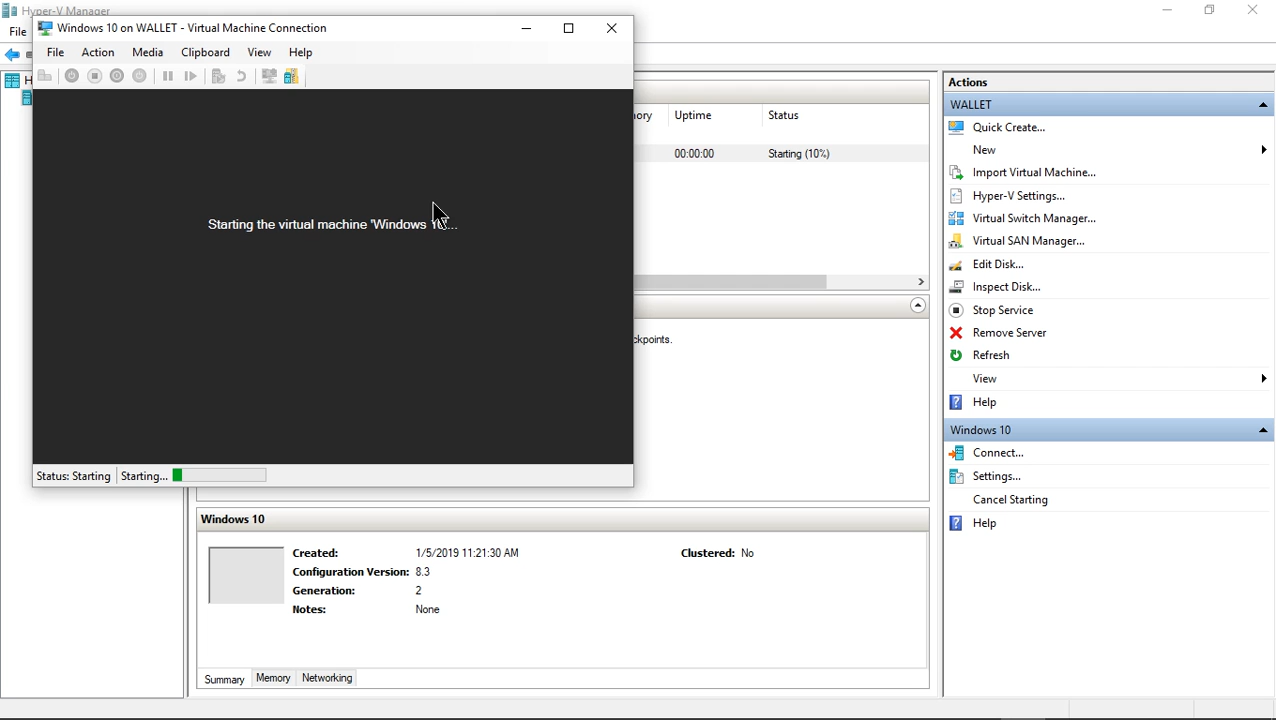 Hyper-V Manager
File
Windows 10 on WALLET - Virtual Machine Connection
File Action Media Clipboard View Help
Starting the virtual machine 'Windows 10'...
Status: Starting Starting...
Uptime Status
00:00:00 Starting (10%)
Windows 10
Created: 1/5/2019 11:21:30 AM Clustered: No
Configuration Version: 8.3
Generation: 2
Notes: None
Summary Memory Networking
Actions
WALLET
Quick Create...
New
Import Virtual Machine...
Hyper-V Settings...
Virtual Switch Manager...
Virtual SAN Manager...
Edit Disk...
Inspect Disk...
Stop Service
Remove Server
Refresh
View
Help
Windows 10
Connect...
Settings...
Cancel Starting
Help